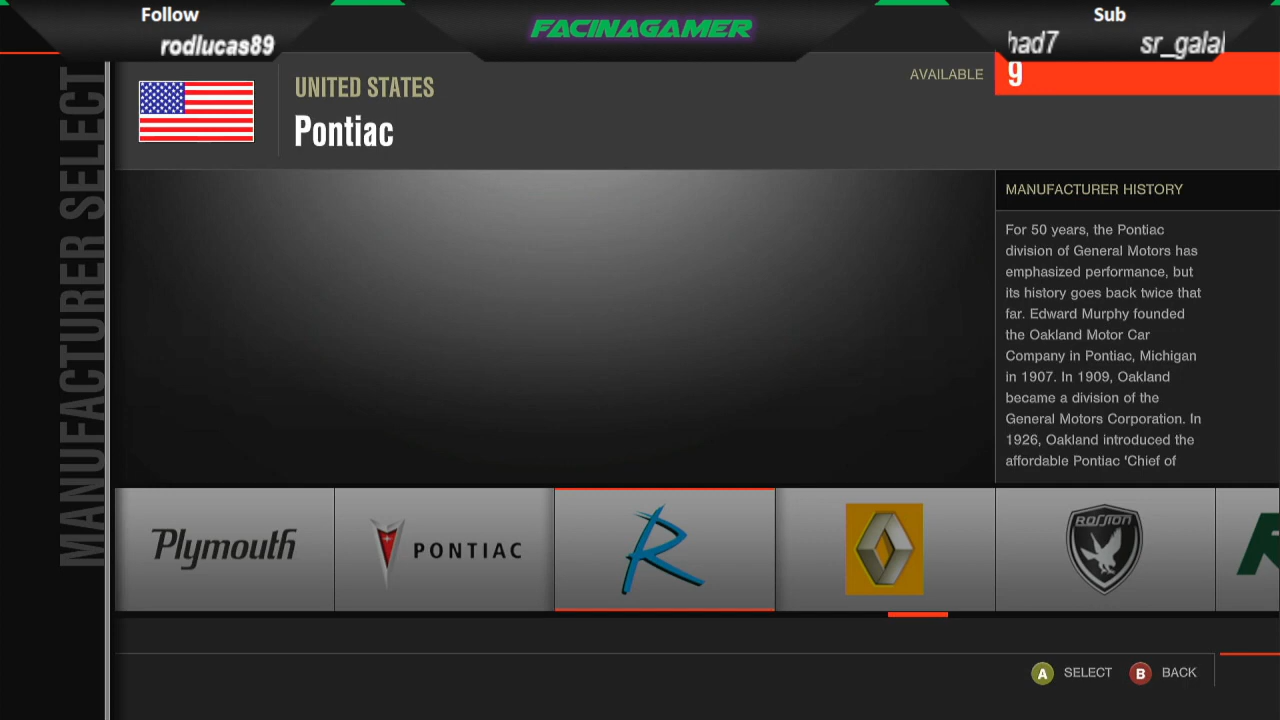 Follow
rodlucas89
FACINAGAMER
Sub
had7 sr_galal
MANUFACTURER SELECT
UNITED STATES
Pontiac
AVAILABLE
9
MANUFACTURER HISTORY
For 50 years, the Pontiac
division of General Motors has
emphasized performance, but
its history goes back twice that
far. Edward Murphy founded
the Oakland Motor Car
Company in Pontiac, Michigan
in 1907. In 1909, Oakland
became a division of the
General Motors Corporation. In
1926, Oakland introduced the
affordable Pontiac 'Chief of
Plymouth
PONTIAC
R
ROSSION
R
A SELECT B BACK